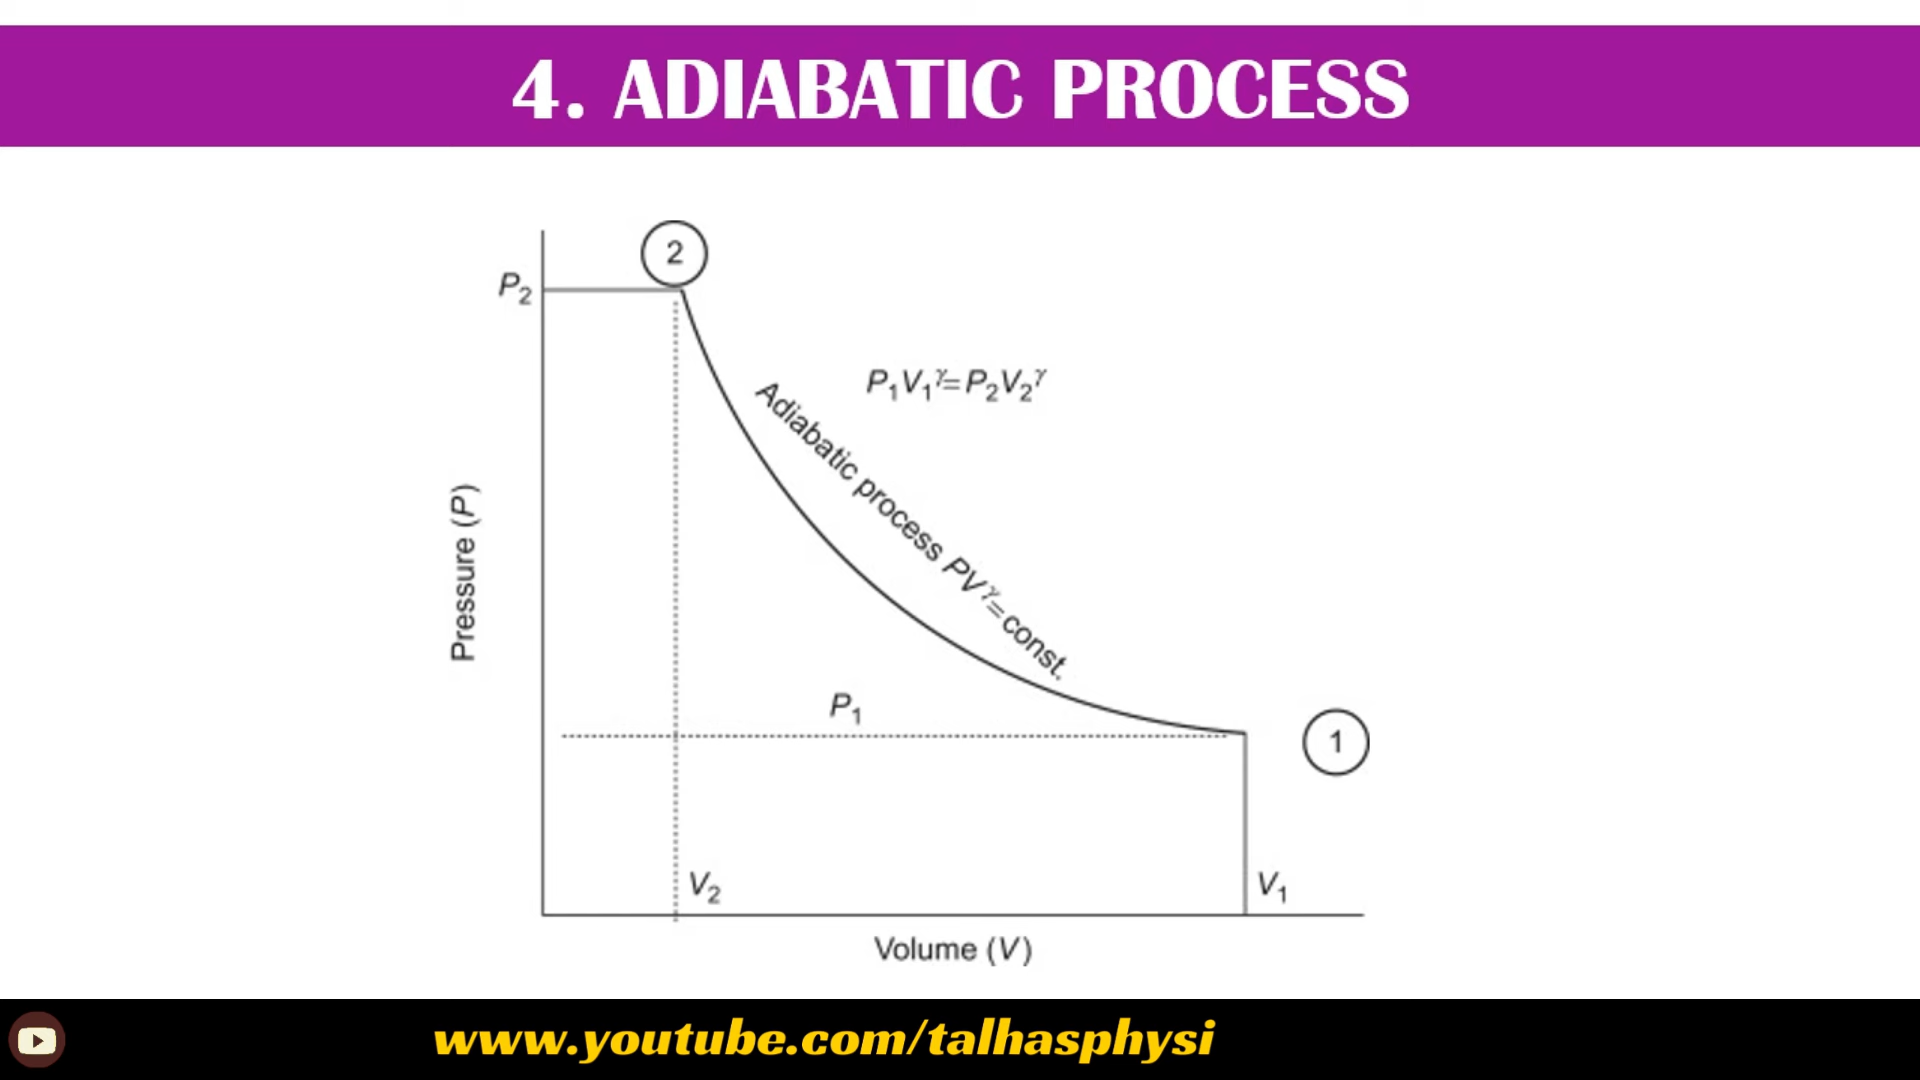 4. ADIABATIC PROCESS
2
P₂
P₁V₁ᵞ=P₂V₂ᵞ
Adiabatic process PVᵞ=const.
Pressure (P)
P₁
1
V₂
V₁
Volume (V)
www.youtube.com/talhasphysi